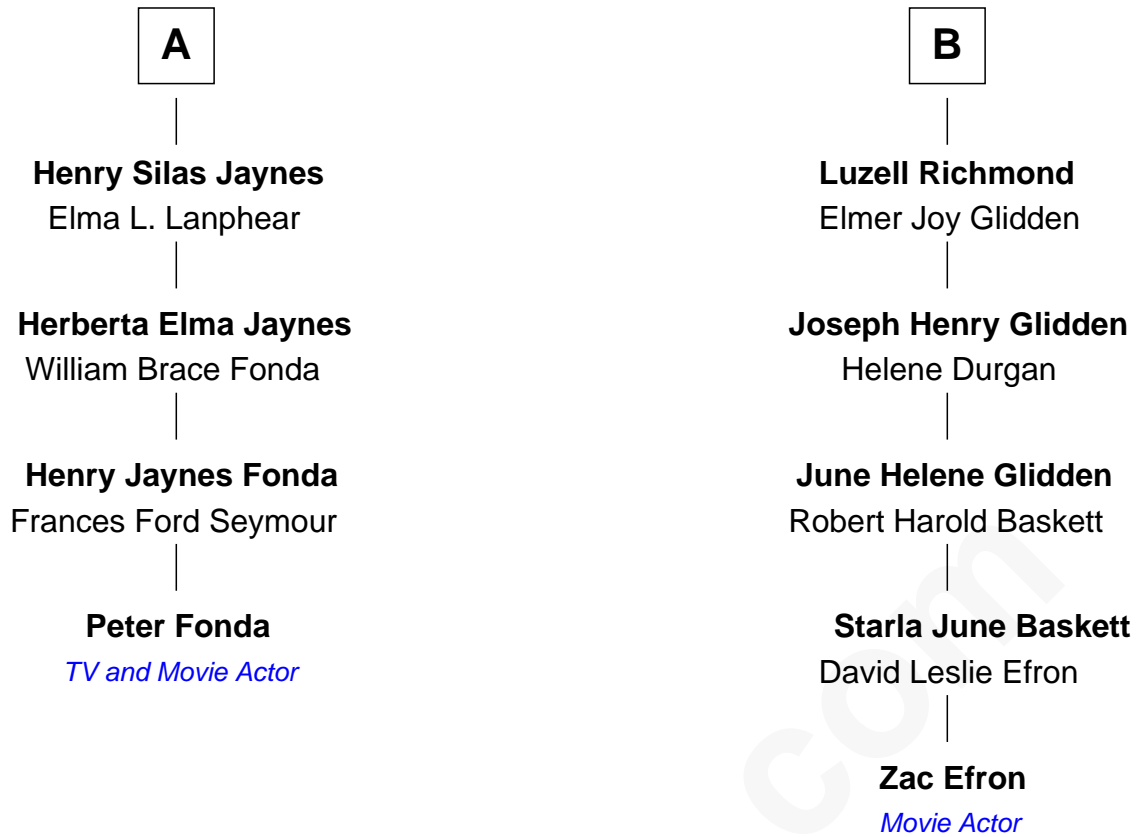 A
Henry Silas Jaynes
Elma L. Lanphear
Herberta Elma Jaynes
William Brace Fonda
Henry Jaynes Fonda
Frances Ford Seymour
Peter Fonda
TV and Movie Actor
B
Luzell Richmond
Elmer Joy Glidden
Joseph Henry Glidden
Helene Durgan
June Helene Glidden
Robert Harold Baskett
Starla June Baskett
David Leslie Efron
Zac Efron
Movie Actor
com